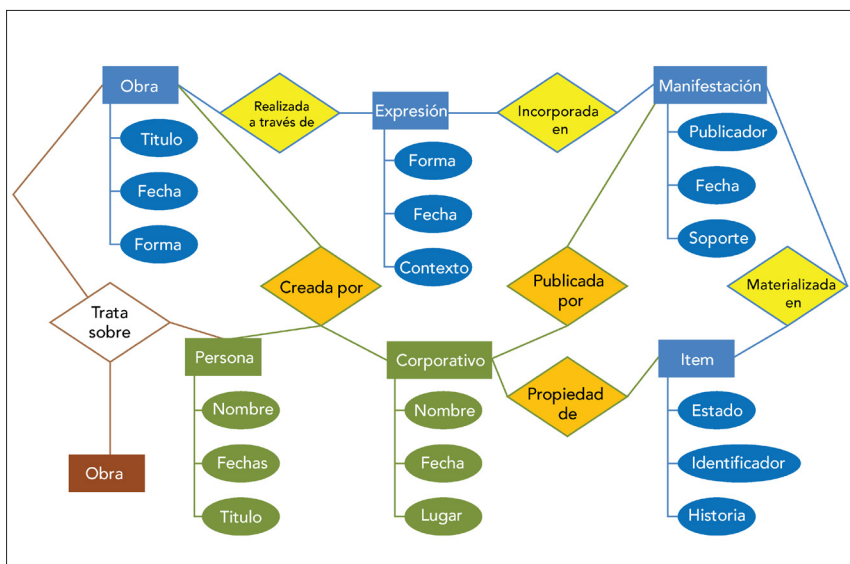 Obra
Realizada
a través de
Expresión
Incorporada
en
Manifestación
Titulo
Fecha
Forma
Forma
Fecha
Contexto
Publicador
Fecha
Soporte
Creada por
Publicada
por
Materializada
en
Trata
sobre
Persona
Corporativo
Propiedad
de
Item
Obra
Nombre
Fechas
Titulo
Nombre
Fecha
Lugar
Estado
Identificador
Historia